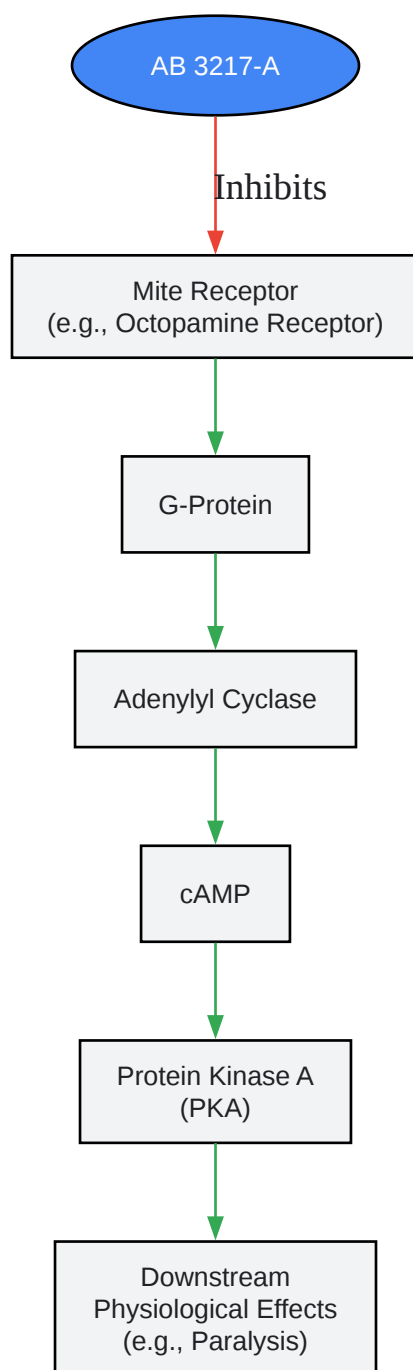 AB 3217-A
Inhibits
Mite Receptor
(e.g., Octopamine Receptor)
G-Protein
Adenylyl Cyclase
cAMP
Protein Kinase A
(PKA)
Downstream
Physiological Effects
(e.g., Paralysis)